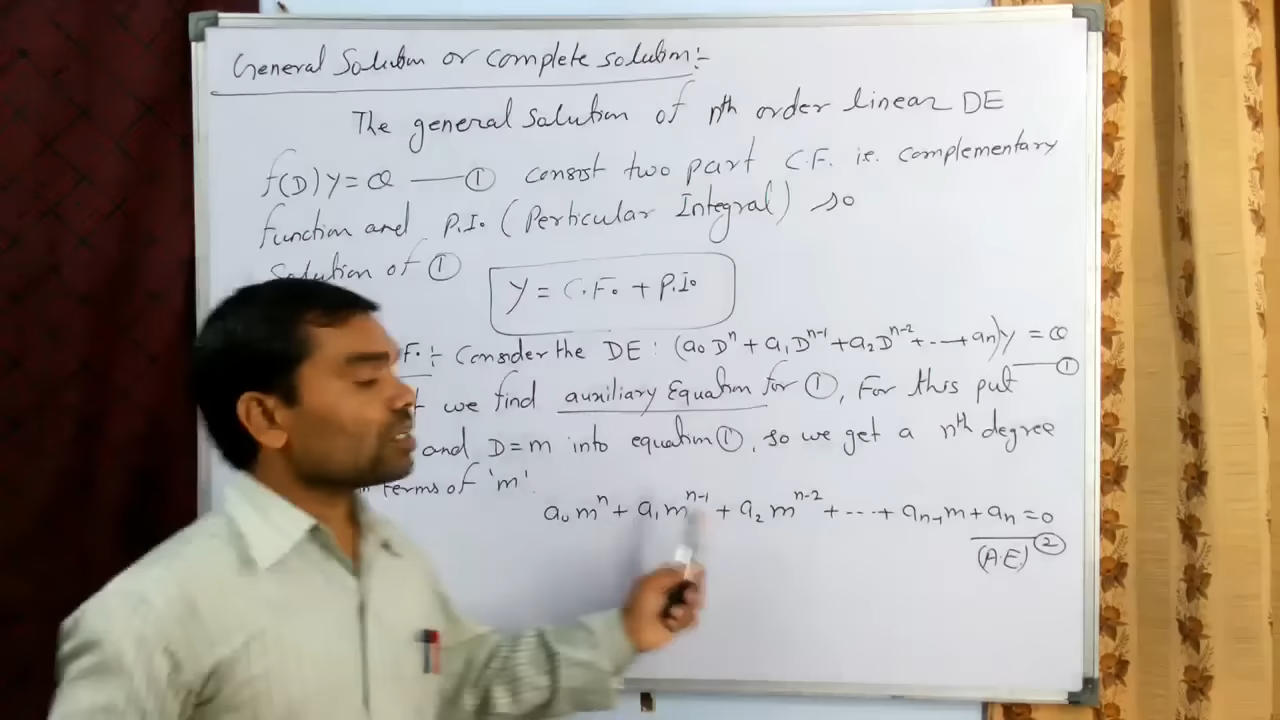 General Solution or complete solution:-
The general solution of nth order linear DE
f(D)y = Q —— ① consist two part C.F. ie. complementary
function and P.I. (Perticular Integral) so
Solution of ①
y = C.F. + P.I.
F. :- Consider the DE : (a₀Dⁿ + a₁Dⁿ⁻¹ + a₂Dⁿ⁻² + ... + aₙ)y = Q —— ①
we find auxiliary Equation for ①, For this put
and D=m into equation ①, so we get a nth degree
terms of 'm'.
a₀mⁿ + a₁mⁿ⁻¹ + a₂mⁿ⁻² + ... + aₙ₋₁m + aₙ = 0 —— ②
(A.E.)